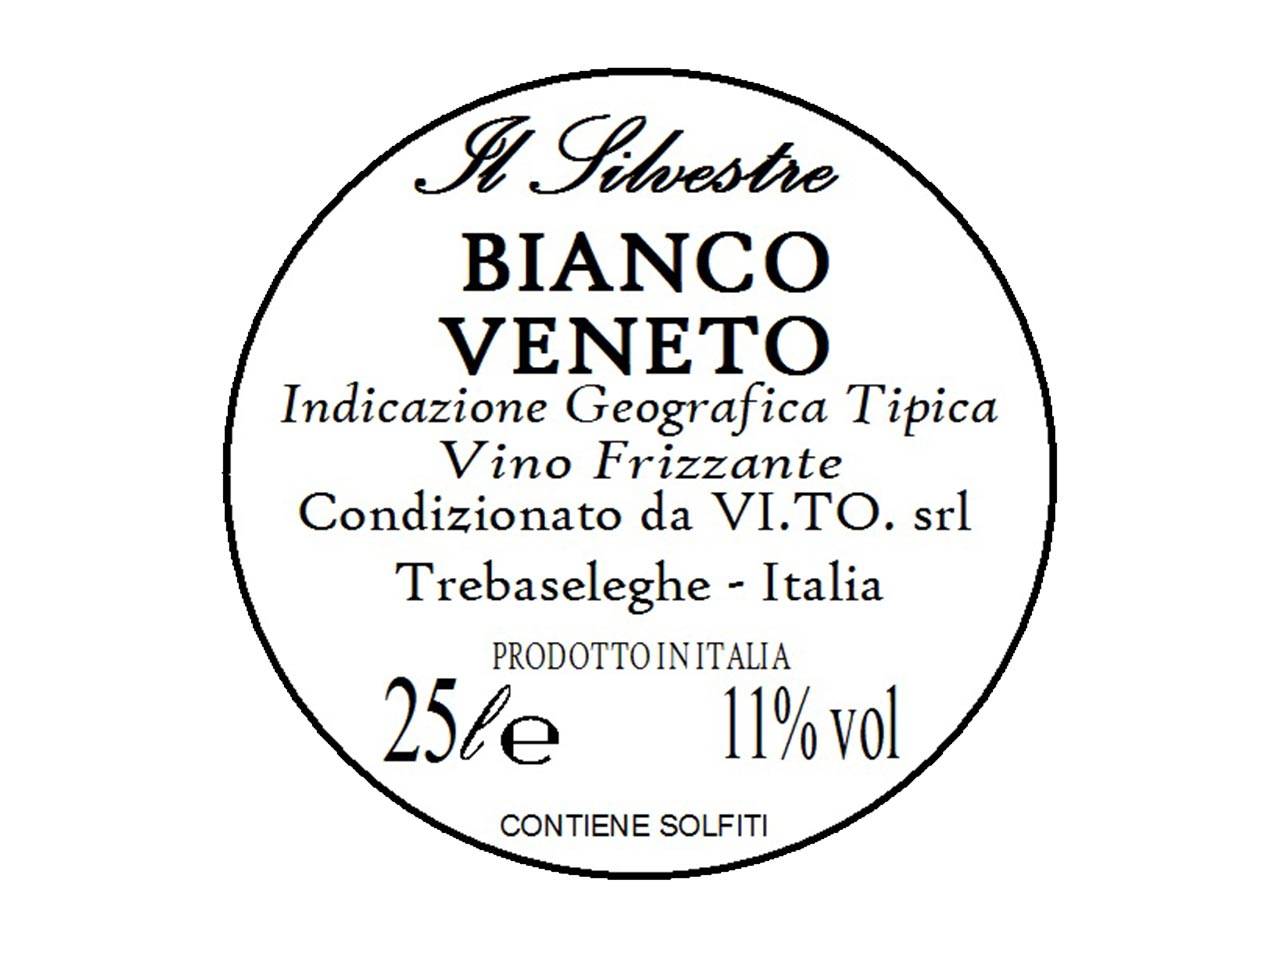 Il Silvestre
BIANCO
VENETO
Indicazione Geografica Tipica
Vino Frizzante
Condizionato da VI.TO. srl
Trebaseleghe - Italia
PRODOTTO IN ITALIA
25 ℓ ℮ 11% vol
CONTIENE SOLFITI